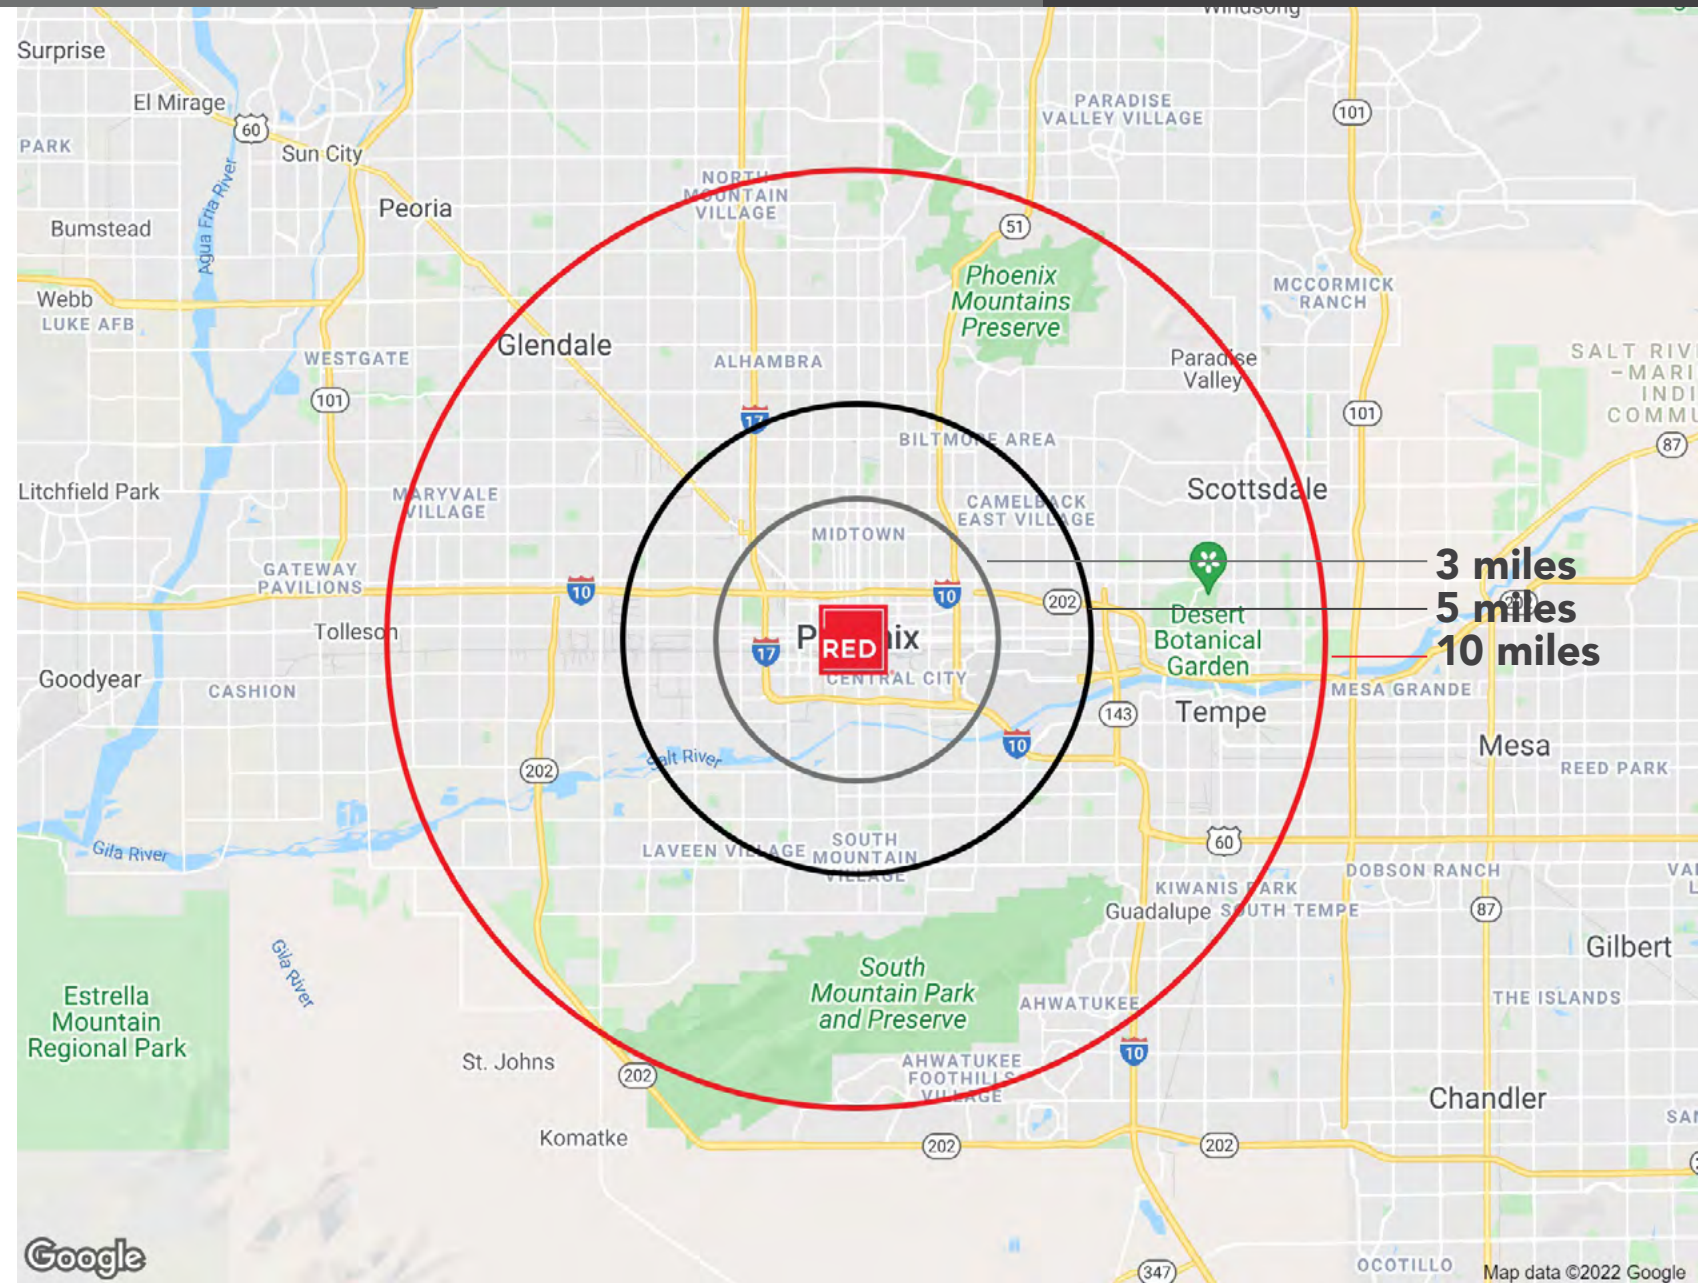 Windsong
Surprise
El Mirage
60
PARADISE
VALLEY VILLAGE
101
PARK
Sun City
Agua Fria River
NORTH
MOUNTAIN
VILLAGE
Peoria
Bumstead
51
Phoenix
Mountains
Preserve
MCCORMICK
RANCH
Webb
LUKE AFB
Glendale
WESTGATE
ALHAMBRA
Paradise
Valley
SALT RIV
-MARI
INDI
COMMU
101
101
17
BILTMORE AREA
87
Litchfield Park
MARYVALE
VILLAGE
CAMELBACK
EAST VILLAGE
Scottsdale
MIDTOWN
3 miles
GATEWAY
PAVILIONS
10
10
202
5 miles
Desert
Botanical
Garden
Tolleson
RED
17
10 miles
Goodyear
CASHION
CENTRAL CITY
MESA GRANDE
143
Tempe
10
Mesa
Salt River
202
REED PARK
Gila River
LAVEEN VILLAGE
SOUTH
MOUNTAIN
VILLAGE
60
DOBSON RANCH
KIWANIS PARK
Guadalupe
SOUTH TEMPE
87
Gilbert
Gila River
South
Mountain Park
and Preserve
Estrella
Mountain
Regional Park
AHWATUKEE
THE ISLANDS
10
St. Johns
202
AHWATUKEE
FOOTHILLS
VILLAGE
Chandler
Komatke
202
202
Google
347
OCOTILLO
Map data ©2022 Google